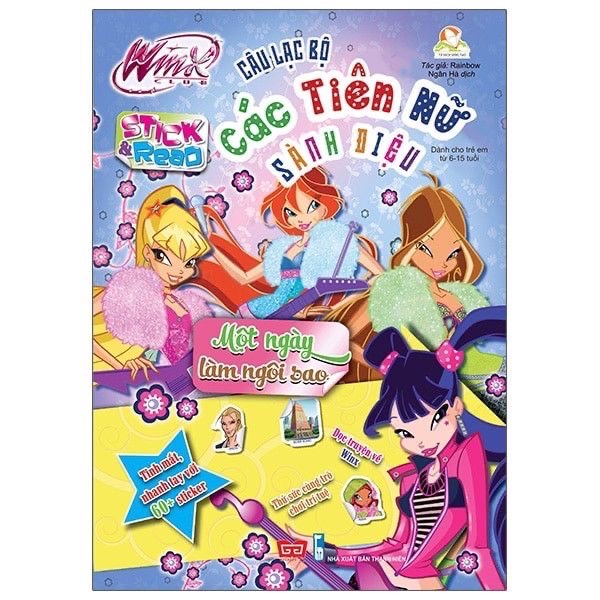 Winx
CLUB
STICK
& READ
CÂU LẠC BỘ
Các Tiên Nữ
SÀNH ĐIỆU
Tác giả: Rainbow
Ngân Hà dịch
Dành cho trẻ em
từ 6-15 tuổi
Một ngày
làm ngôi sao
Tinh mắt,
nhanh tay với
60+ sticker
Đọc truyện về
Winx
Thử sức cùng trò
chơi trí tuệ
NHÀ XUẤT BẢN THANH NIÊN